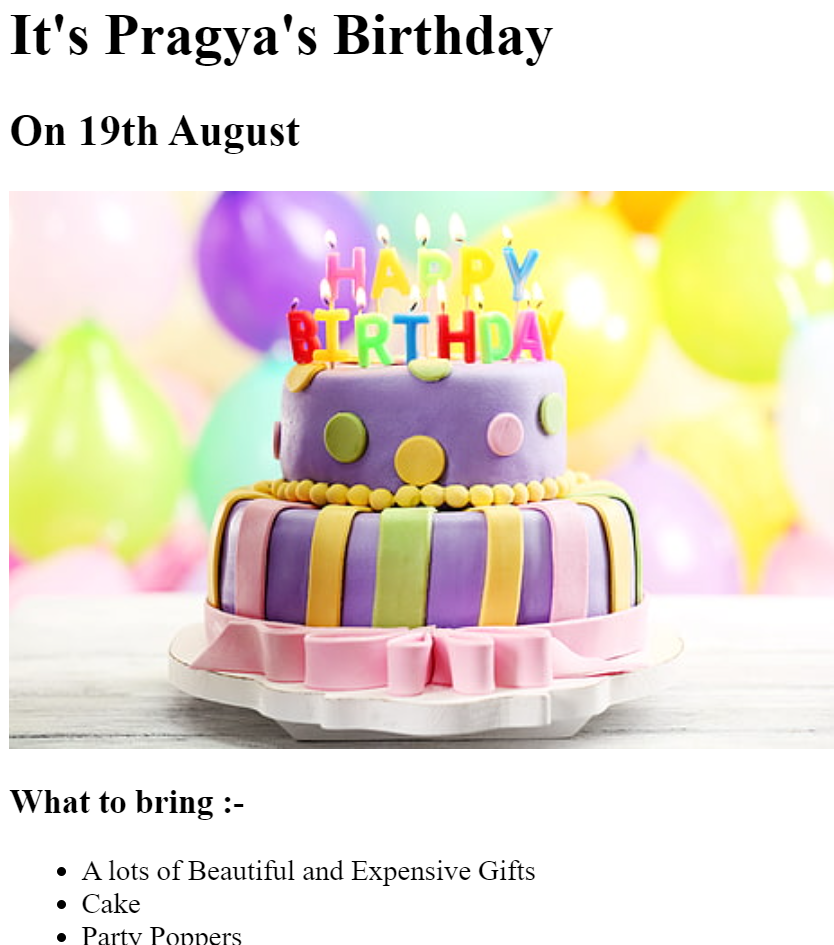 It's Pragya's Birthday
On 19th August
HAPPY
BIRTHDAY
What to bring :-
A lots of Beautiful and Expensive Gifts
Cake
Party Poppers